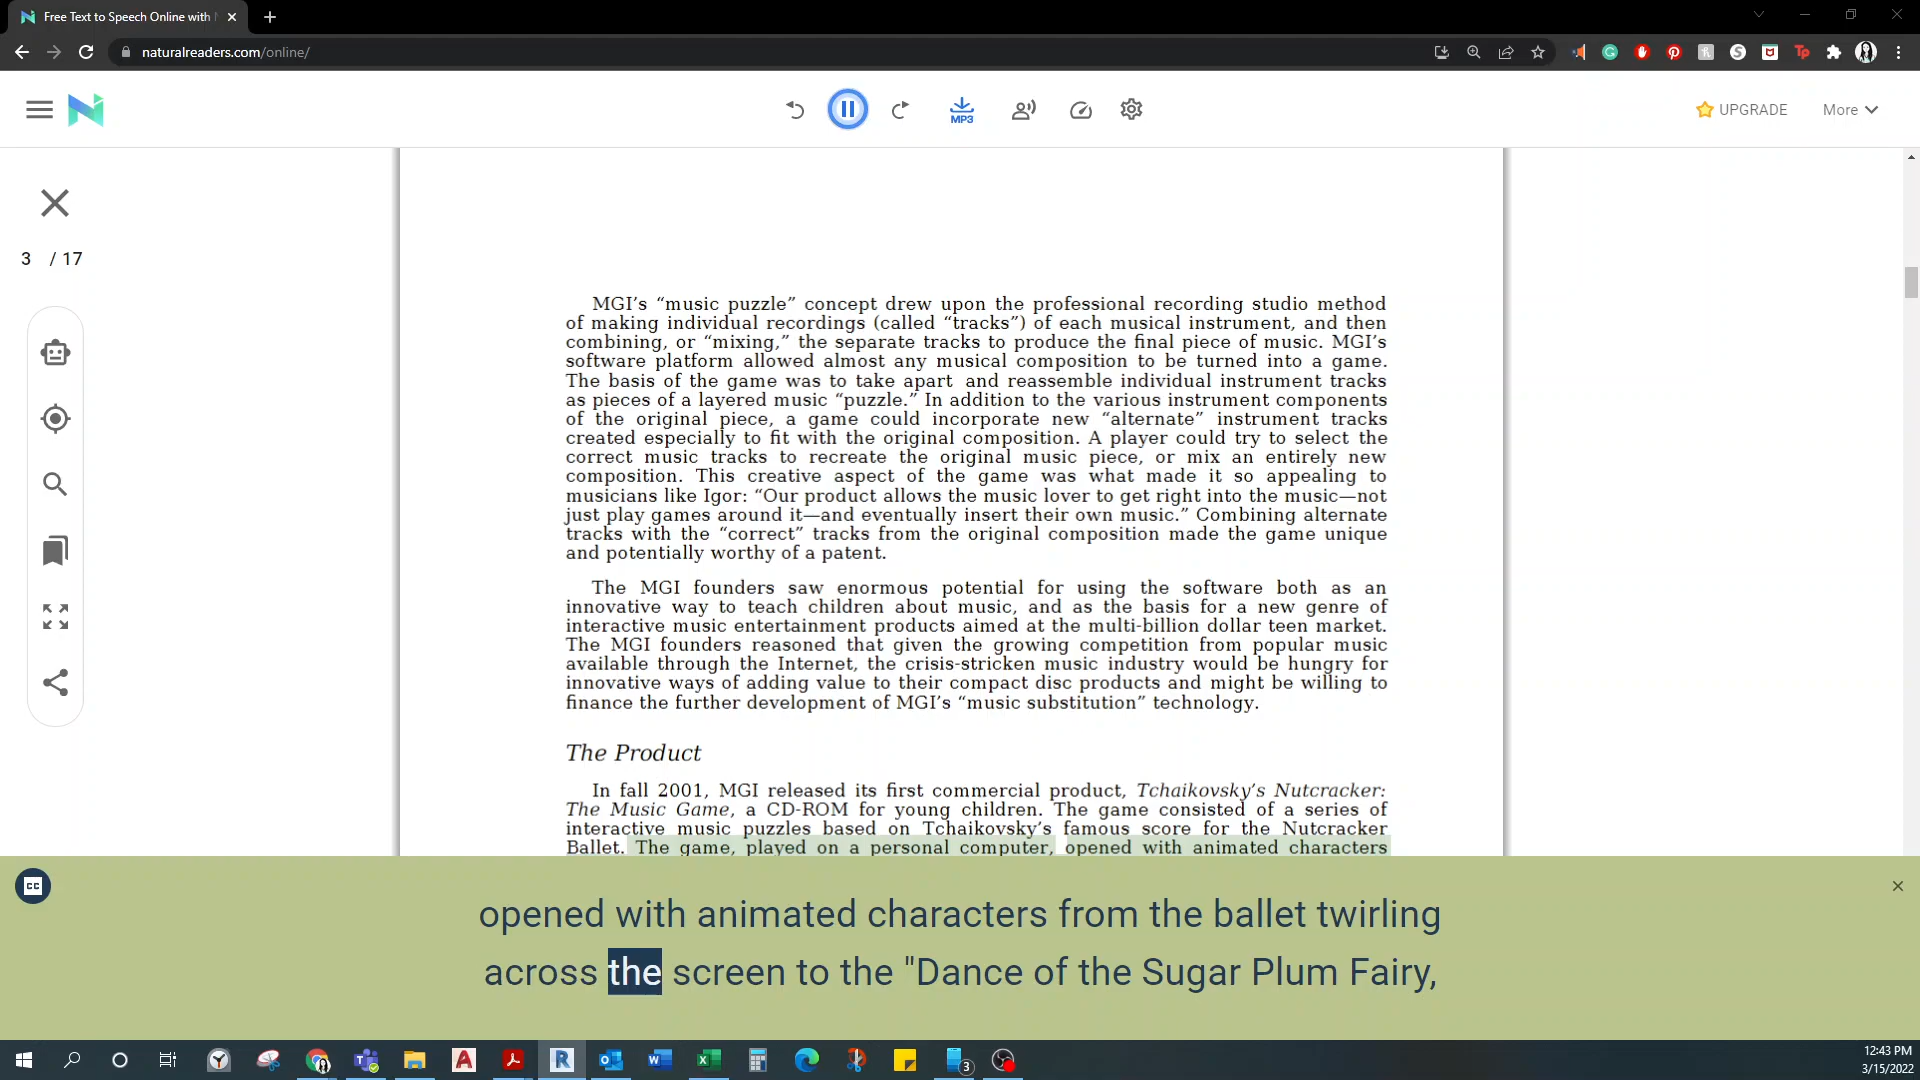 Free Text to Speech Online with
naturalreaders.com/online/
MP3
UPGRADE
More
3 / 17
MGI’s “music puzzle” concept drew upon the professional recording studio method
of making individual recordings (called “tracks”) of each musical instrument, and then
combining, or “mixing,” the separate tracks to produce the final piece of music. MGI’s
software platform allowed almost any musical composition to be turned into a game.
The basis of the game was to take apart and reassemble individual instrument tracks
as pieces of a layered music “puzzle.” In addition to the various instrument components
of the original piece, a game could incorporate new “alternate” instrument tracks
created especially to fit with the original composition. A player could try to select the
correct music tracks to recreate the original music piece, or mix an entirely new
composition. This creative aspect of the game was what made it so appealing to
musicians like Igor: “Our product allows the music lover to get right into the music—not
just play games around it—and eventually insert their own music.” Combining alternate
tracks with the “correct” tracks from the original composition made the game unique
and potentially worthy of a patent.
The MGI founders saw enormous potential for using the software both as an
innovative way to teach children about music, and as the basis for a new genre of
interactive music entertainment products aimed at the multi-billion dollar teen market.
The MGI founders reasoned that given the growing competition from popular music
available through the Internet, the crisis-stricken music industry would be hungry for
innovative ways of adding value to their compact disc products and might be willing to
finance the further development of MGI’s “music substitution” technology.
The Product
In fall 2001, MGI released its first commercial product, Tchaikovsky’s Nutcracker:
The Music Game, a CD-ROM for young children. The game consisted of a series of
interactive music puzzles based on Tchaikovsky’s famous score for the Nutcracker
Ballet. The game, played on a personal computer, opened with animated characters
CC
opened with animated characters from the ballet twirling
across the screen to the "Dance of the Sugar Plum Fairy,
3
12:43 PM
3/15/2022